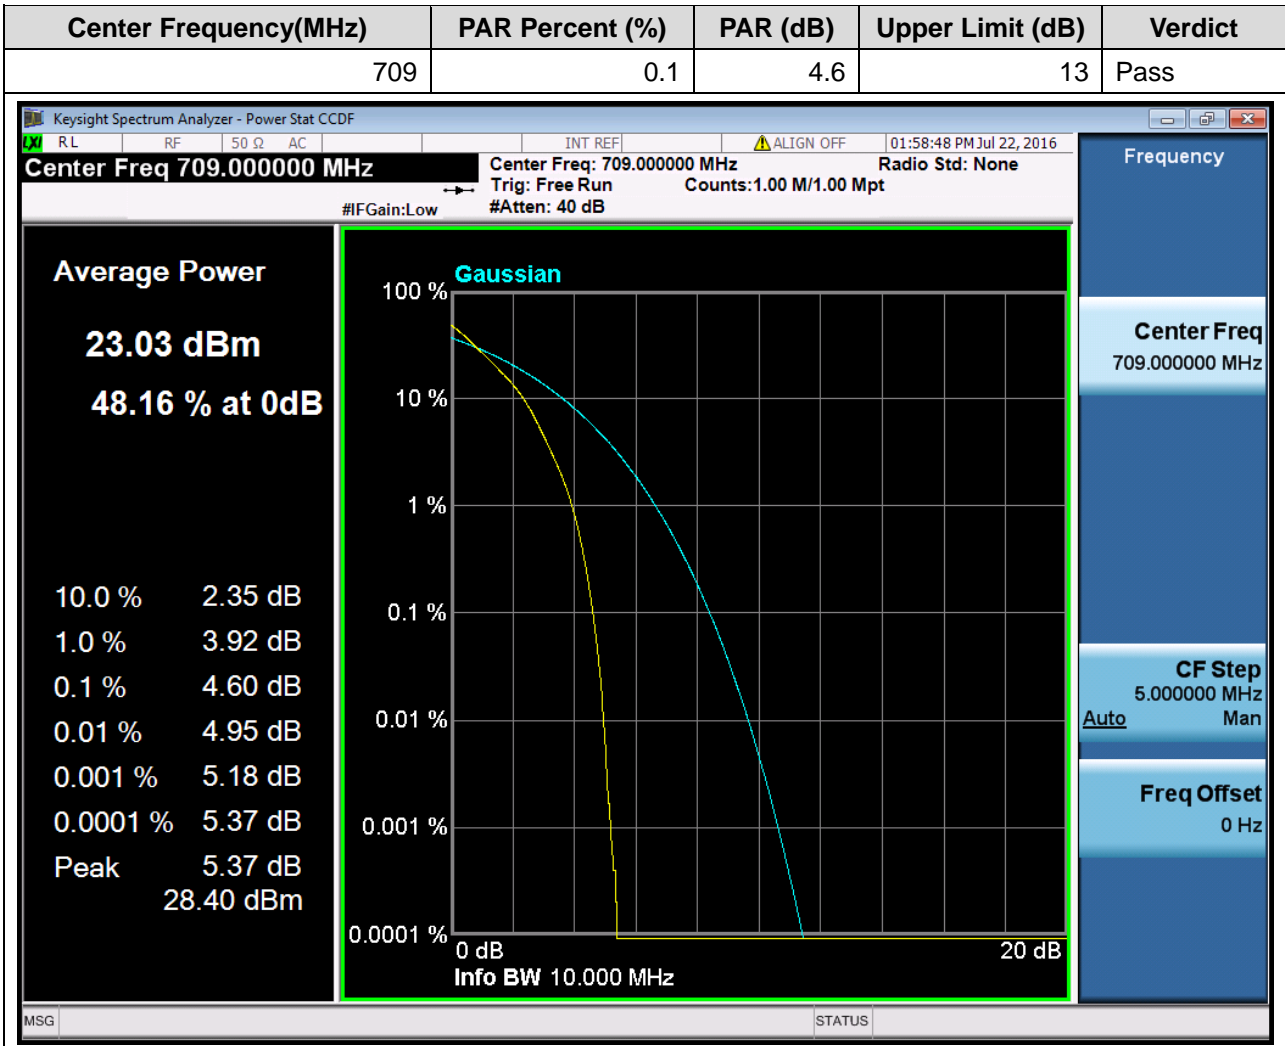 Center Frequency(MHz) PAR Percent (%) PAR (dB) Upper Limit (dB) Verdict
709 0.1 4.6 13 Pass
Keysight Spectrum Analyzer - Power Stat CCDF
LXI RL RF 50 Ω AC INT REF ALIGN OFF 01:58:48 PM Jul 22, 2016
Center Freq 709.000000 MHz
Center Freq: 709.000000 MHz Radio Std: None
Trig: Free Run Counts:1.00 M/1.00 Mpt
#IFGain:Low #Atten: 40 dB
Average Power
23.03 dBm
48.16 % at 0dB
10.0 % 2.35 dB
1.0 % 3.92 dB
0.1 % 4.60 dB
0.01 % 4.95 dB
0.001 % 5.18 dB
0.0001 % 5.37 dB
Peak 5.37 dB
28.40 dBm
Gaussian
100 %
10 %
1 %
0.1 %
0.01 %
0.001 %
0.0001 %
0 dB 20 dB
Info BW 10.000 MHz
Frequency
Center Freq
709.000000 MHz
CF Step
5.000000 MHz
Auto Man
Freq Offset
0 Hz
MSG STATUS